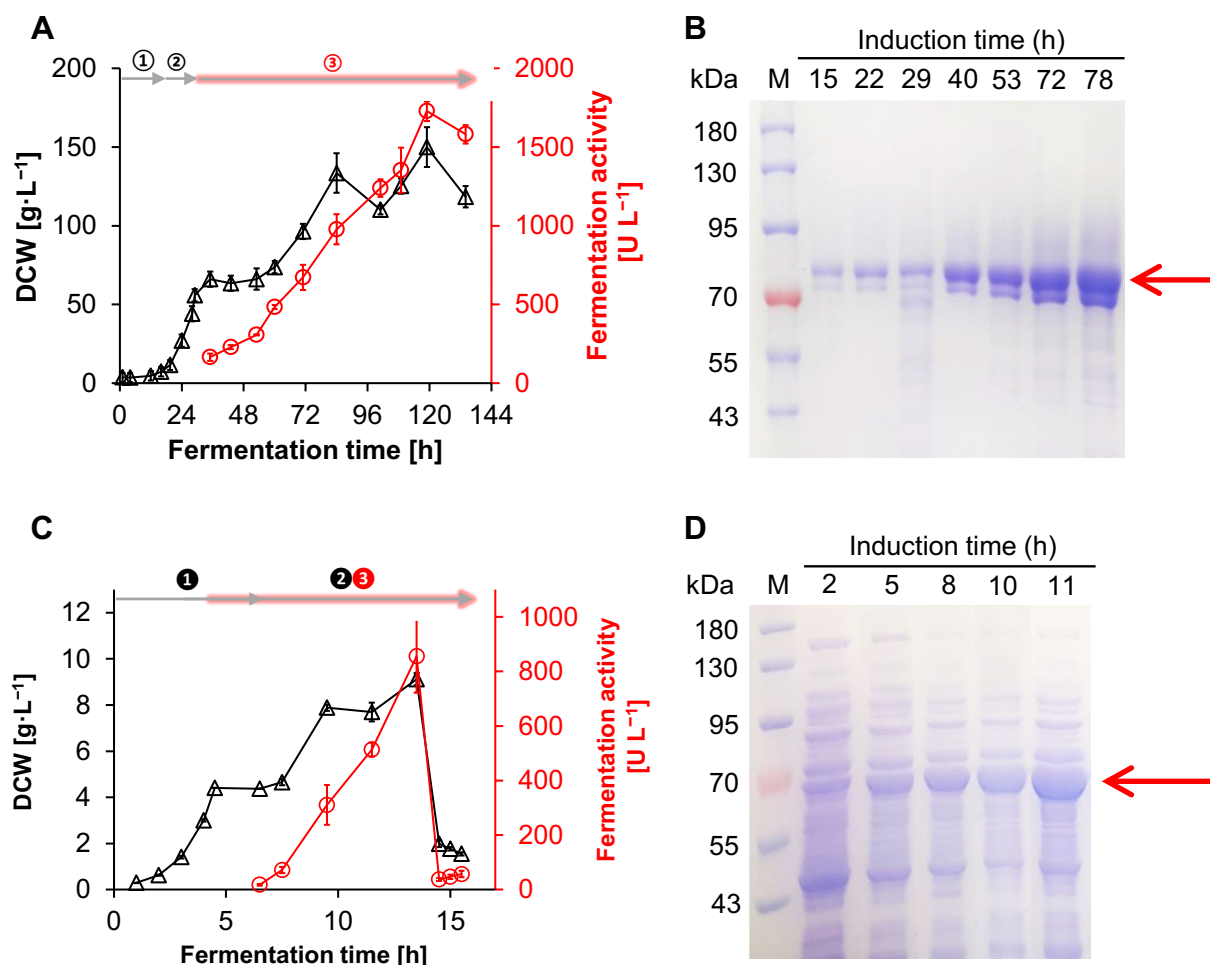 A
① ② ③
200
150
100
50
0
DCW [g·L⁻¹]
2000
1500
1000
500
0
Fermentation activity
[U L⁻¹]
0 24 48 72 96 120 144
Fermentation time [h]
B
Induction time (h)
kDa M 15 22 29 40 53 72 78
180
130
95
70
55
43
C
❶ ❷❸
12
10
8
6
4
2
0
DCW [g·L⁻¹]
1000
800
600
400
200
0
Fermentation activity
[U L⁻¹]
0 5 10 15
Fermentation time [h]
D
Induction time (h)
kDa M 2 5 8 10 11
180
130
95
70
55
43